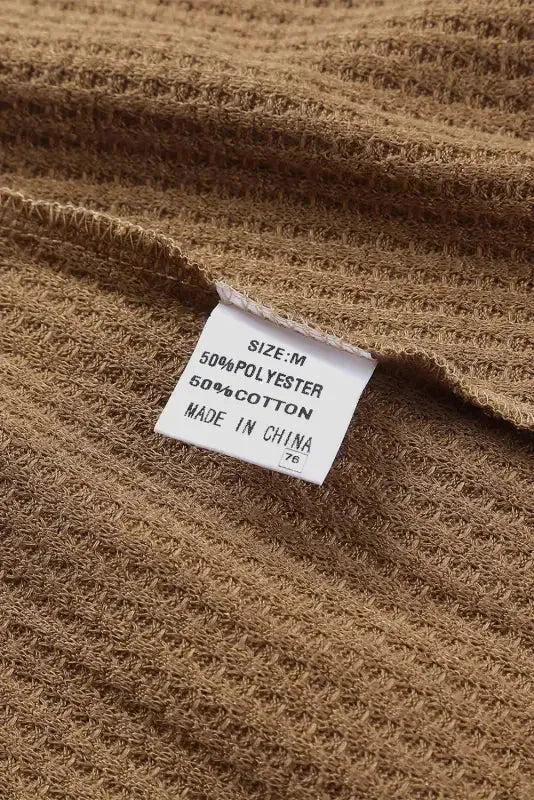 SIZE:M
50%POLYESTER
50%COTTON
MADE IN CHINA
76